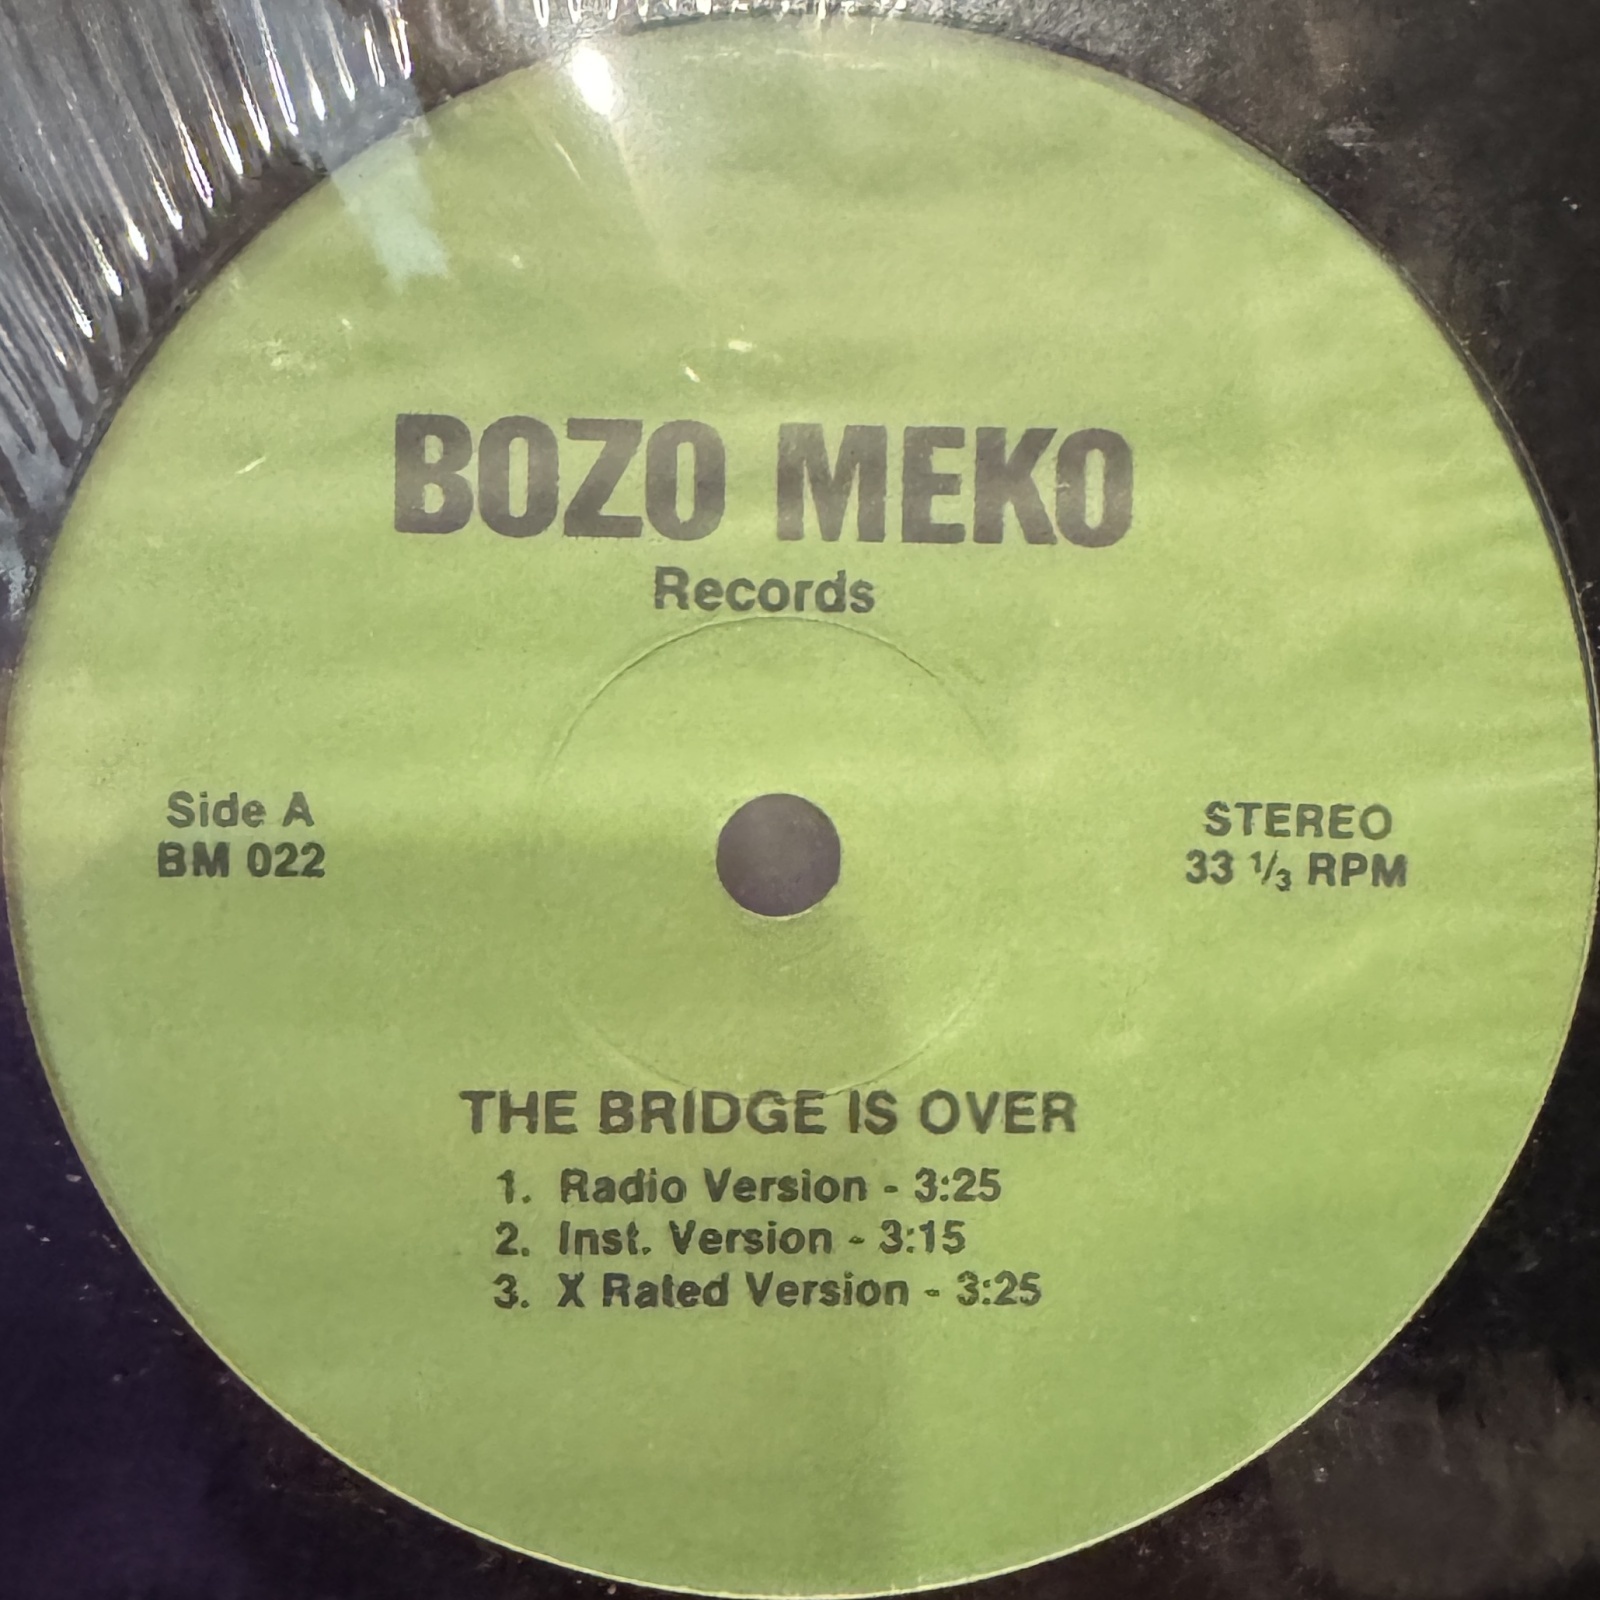 BOZO MEKO
Records
Side A
BM 022
STEREO
33 1/3 RPM
THE BRIDGE IS OVER
1. Radio Version - 3:25
2. Inst. Version - 3:15
3. X Rated Version - 3:25